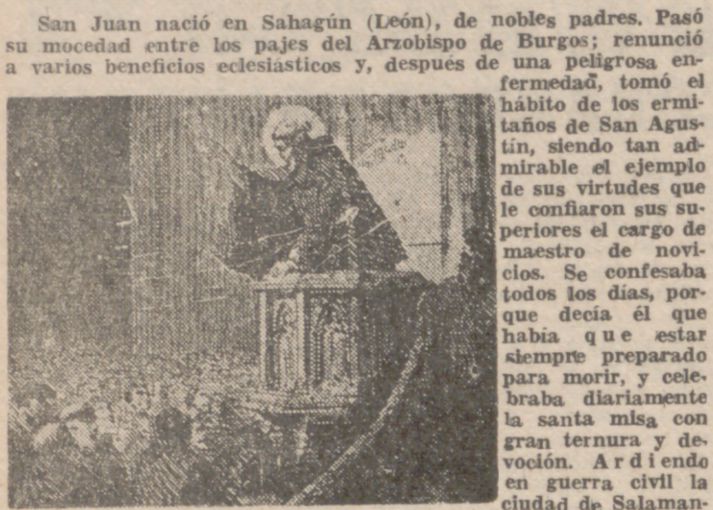 San Juan nació en Sahagún (León), de nobles padres. Pasó
su mocedad entre los pajes del Arzobispo de Burgos; renunció
a varios beneficios eclesiásticos y, después de una peligrosa en-
fermedad, tomó el
hábito de los ermi-
taños de San Agus-
tín, siendo tan ad-
mirable el ejemplo
de sus virtudes que
le confiaron sus su-
periores el cargo de
maestro de novi-
cios. Se confesaba
todos los días, por-
que decía él que
había que estar
siempre preparado
para morir, y cele-
braba diariamente
la santa misa con
gran ternura y de-
voción. Ardiendo
en guerra civil la
ciudad de Salaman-